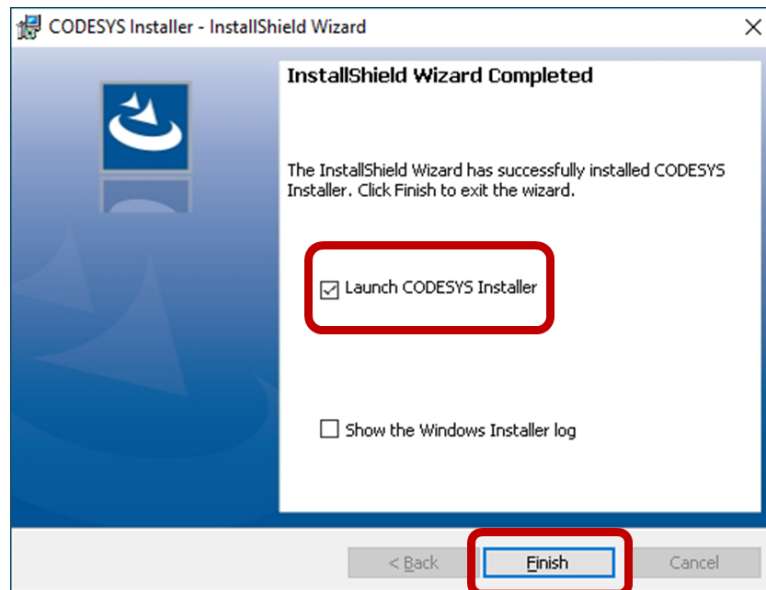 CODESYS Installer - InstallShield Wizard
InstallShield Wizard Completed
The InstallShield Wizard has successfully installed CODESYS
Installer. Click Finish to exit the wizard.
Launch CODESYS Installer
Show the Windows Installer log
< Back
Finish
Cancel